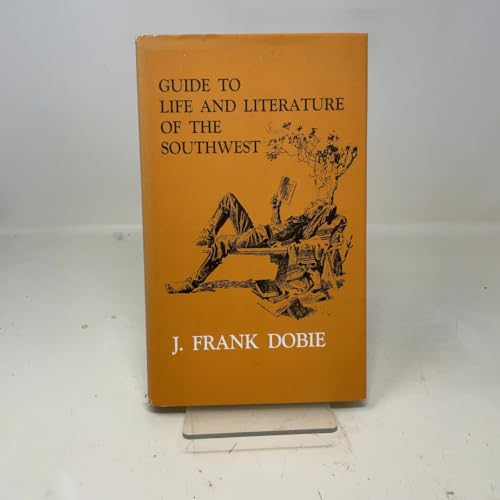 GUIDE TO
LIFE AND LITERATURE
OF THE
SOUTHWEST
J. FRANK DOBIE